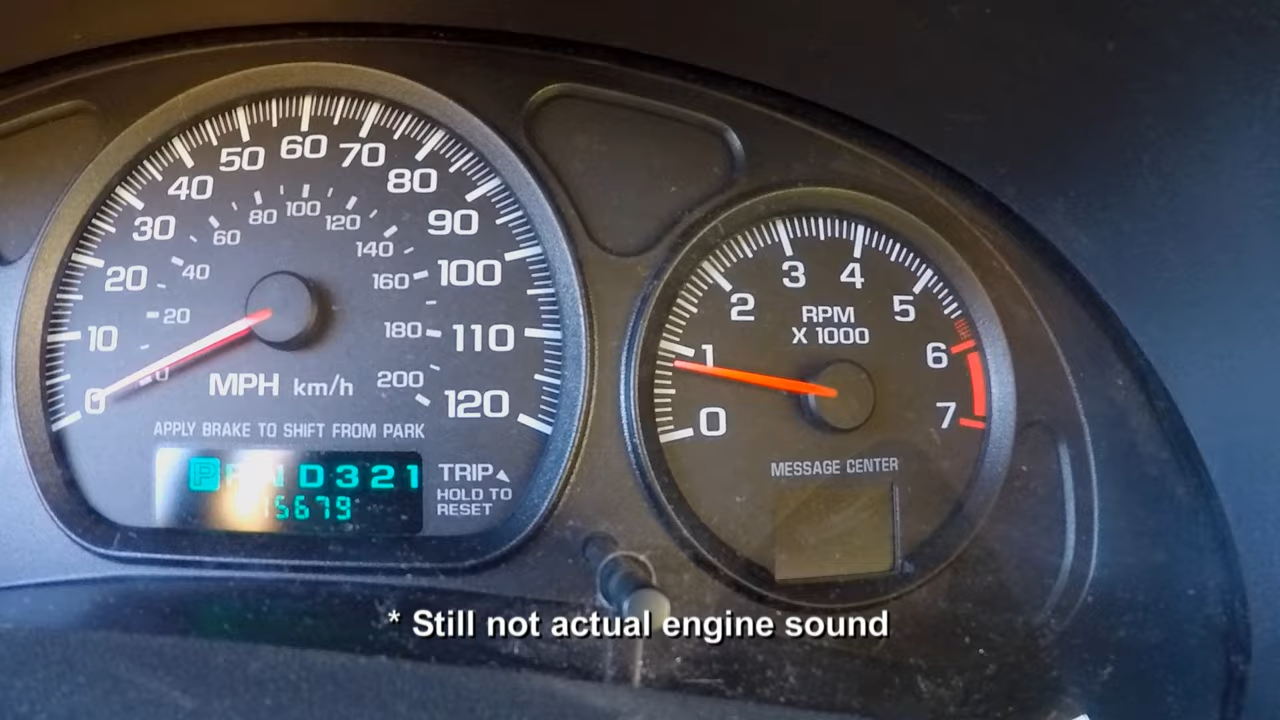 50 60 70
40 80
30 90
20 100
10 110
0 120
80 100 120
60 140
40 160
20 180
0 200
MPH km/h
APPLY BRAKE TO SHIFT FROM PARK
P N D 3 2 1
5679
TRIP
HOLD TO
RESET
3 4
2 5
1 6
0 7
RPM
X 1000
MESSAGE CENTER
* Still not actual engine sound